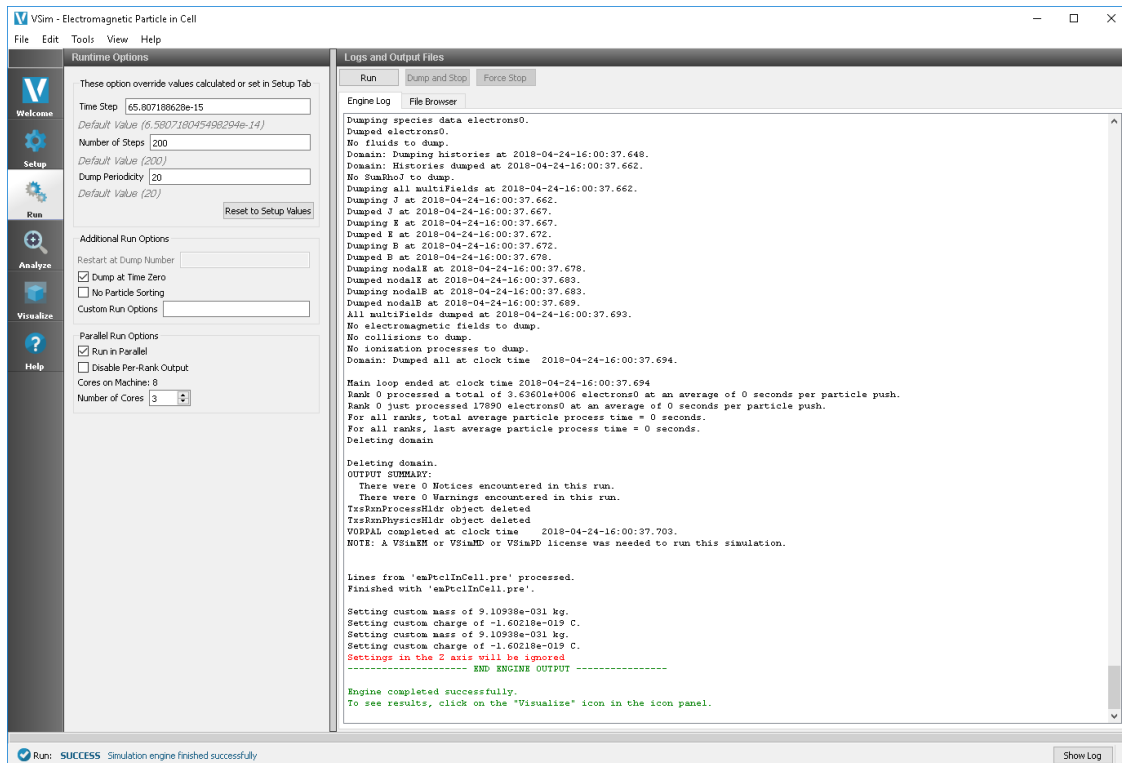 VSim - Electromagnetic Particle in Cell
File Edit Tools View Help
Runtime Options
These option override values calculated or set in Setup Tab
Time Step 65.807188628e-15
Default Value (6.580718045498294e-14)
Number of Steps 200
Default Value (200)
Dump Periodicity 20
Default Value (20)
Reset to Setup Values
Additional Run Options
Restart at Dump Number
Dump at Time Zero
No Particle Sorting
Custom Run Options
Parallel Run Options
Run in Parallel
Disable Per-Rank Output
Cores on Machine: 8
Number of Cores 3
Welcome
Setup
Run
Analyze
Visualize
Help
Logs and Output Files
Run Dump and Stop Force Stop
Engine Log File Browser
Dumping species data electrons0.
Dumped electrons0.
No fluids to dump.
Domain: Dumping histories at 2018-04-24-16:00:37.648.
Domain: Histories dumped at 2018-04-24-16:00:37.662.
No SumRhoJ to dump.
Dumping all multiFields at 2018-04-24-16:00:37.662.
Dumping J at 2018-04-24-16:00:37.662.
Dumped J at 2018-04-24-16:00:37.667.
Dumping E at 2018-04-24-16:00:37.667.
Dumped E at 2018-04-24-16:00:37.672.
Dumping B at 2018-04-24-16:00:37.672.
Dumped B at 2018-04-24-16:00:37.678.
Dumping nodalE at 2018-04-24-16:00:37.678.
Dumped nodalE at 2018-04-24-16:00:37.683.
Dumping nodalB at 2018-04-24-16:00:37.683.
Dumped nodalB at 2018-04-24-16:00:37.689.
All multiFields dumped at 2018-04-24-16:00:37.693.
No electromagnetic fields to dump.
No collisions to dump.
No ionization processes to dump.
Domain: Dumped all at clock time 2018-04-24-16:00:37.694.
Main loop ended at clock time 2018-04-24-16:00:37.694
Rank 0 processed a total of 3.63601e+006 electrons0 at an average of 0 seconds per particle push.
Rank 0 just processed 17890 electrons0 at an average of 0 seconds per particle push.
For all ranks, total average particle process time = 0 seconds.
For all ranks, last average particle process time = 0 seconds.
Deleting domain
Deleting domain.
OUTPUT SUMMARY:
There were 0 Notices encountered in this run.
There were 0 Warnings encountered in this run.
TxsRxnProcessHldr object deleted
TxsRxnPhysicsHldr object deleted
VORPAL completed at clock time 2018-04-24-16:00:37.703.
NOTE: A VSimEM or VSimMD or VSimPD license was needed to run this simulation.
Lines from 'emPtclInCell.pre' processed.
Finished with 'emPtclInCell.pre'.
Setting custom mass of 9.10938e-031 kg.
Setting custom charge of -1.60218e-019 C.
Setting custom mass of 9.10938e-031 kg.
Setting custom charge of -1.60218e-019 C.
Settings in the Z axis will be ignored
-------------------- END ENGINE OUTPUT ---------------
Engine completed successfully.
To see results, click on the "Visualize" icon in the icon panel.
Run: SUCCESS Simulation engine finished successfully
Show Log